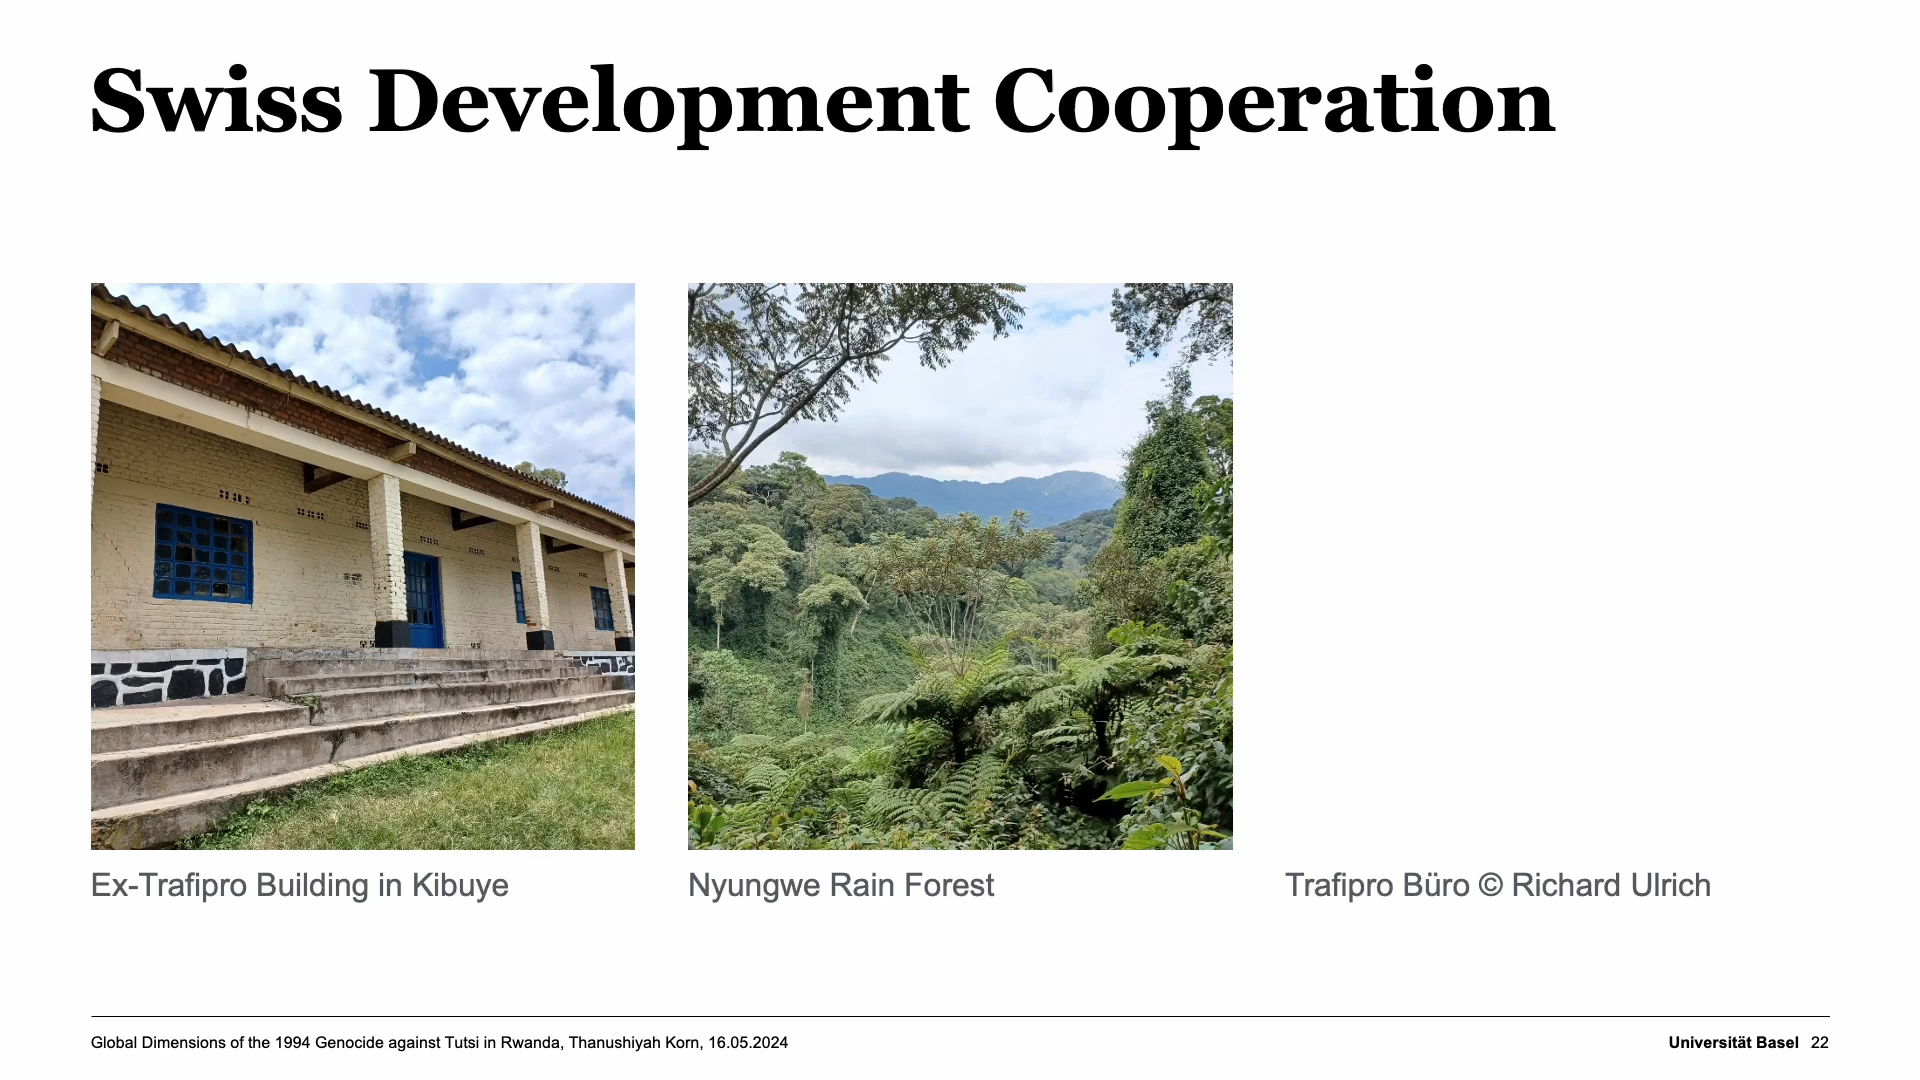 Swiss Development Cooperation
Ex-Trafipro Building in Kibuye
Nyungwe Rain Forest
Trafipro Büro © Richard Ulrich
Global Dimensions of the 1994 Genocide against Tutsi in Rwanda, Thanushiyah Korn, 16.05.2024
Universität Basel 22